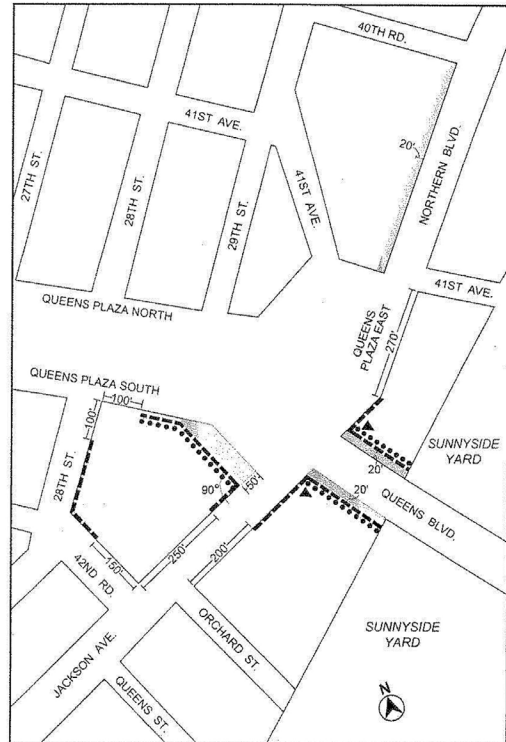 40TH RD.
41ST AVE.
20'
NORTHERN BLVD.
27TH ST.
28TH ST.
29TH ST.
41ST AVE.
41ST AVE.
QUEENS PLAZA NORTH
QUEENS
PLAZA EAST
270'
QUEENS PLAZA SOUTH
100'
100'
28TH ST.
SUNNYSIDE
YARD
20'
QUEENS BLVD.
20'
90°
50'
150'
250'
200'
42ND RD.
ORCHARD ST.
JACKSON AVE.
QUEENS ST.
SUNNYSIDE
YARD
N